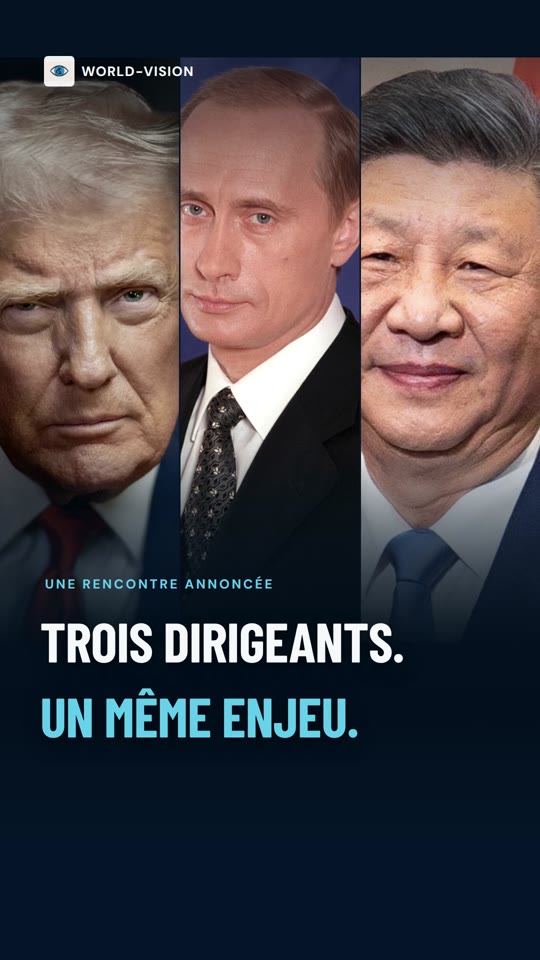 WORLD-VISION
UNE RENCONTRE ANNONCÉE
TROIS DIRIGEANTS.
UN MÊME ENJEU.